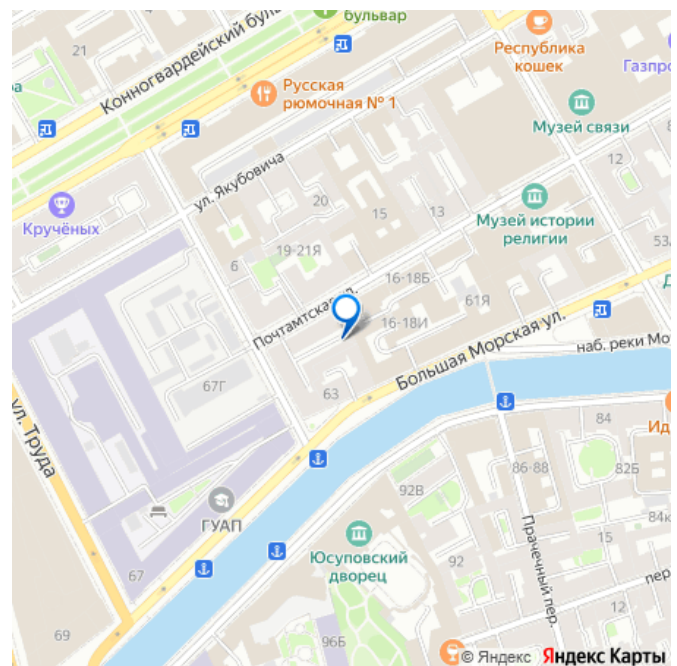 бульвар
21
Конногвардейский буль
Республика
кошек
Газпро
Русская
рюмочная № 1
Музей связи
12
ул. Якубовича
20
15
13
Кручёных
Музей истории
религии
19-21Я
6
53
16-18Б
61Я
Почтамтская ул.
16-18И
Большая Морская ул.
наб. реки Мо
67Г
63
ул. Труда
84
Ид
86-88
82Б
92В
ГУАП
84к
15
Юсуповский
дворец
92
Прачечный пер.
67
пер
12
69
96Б
© Яндекс Яндекс Карты